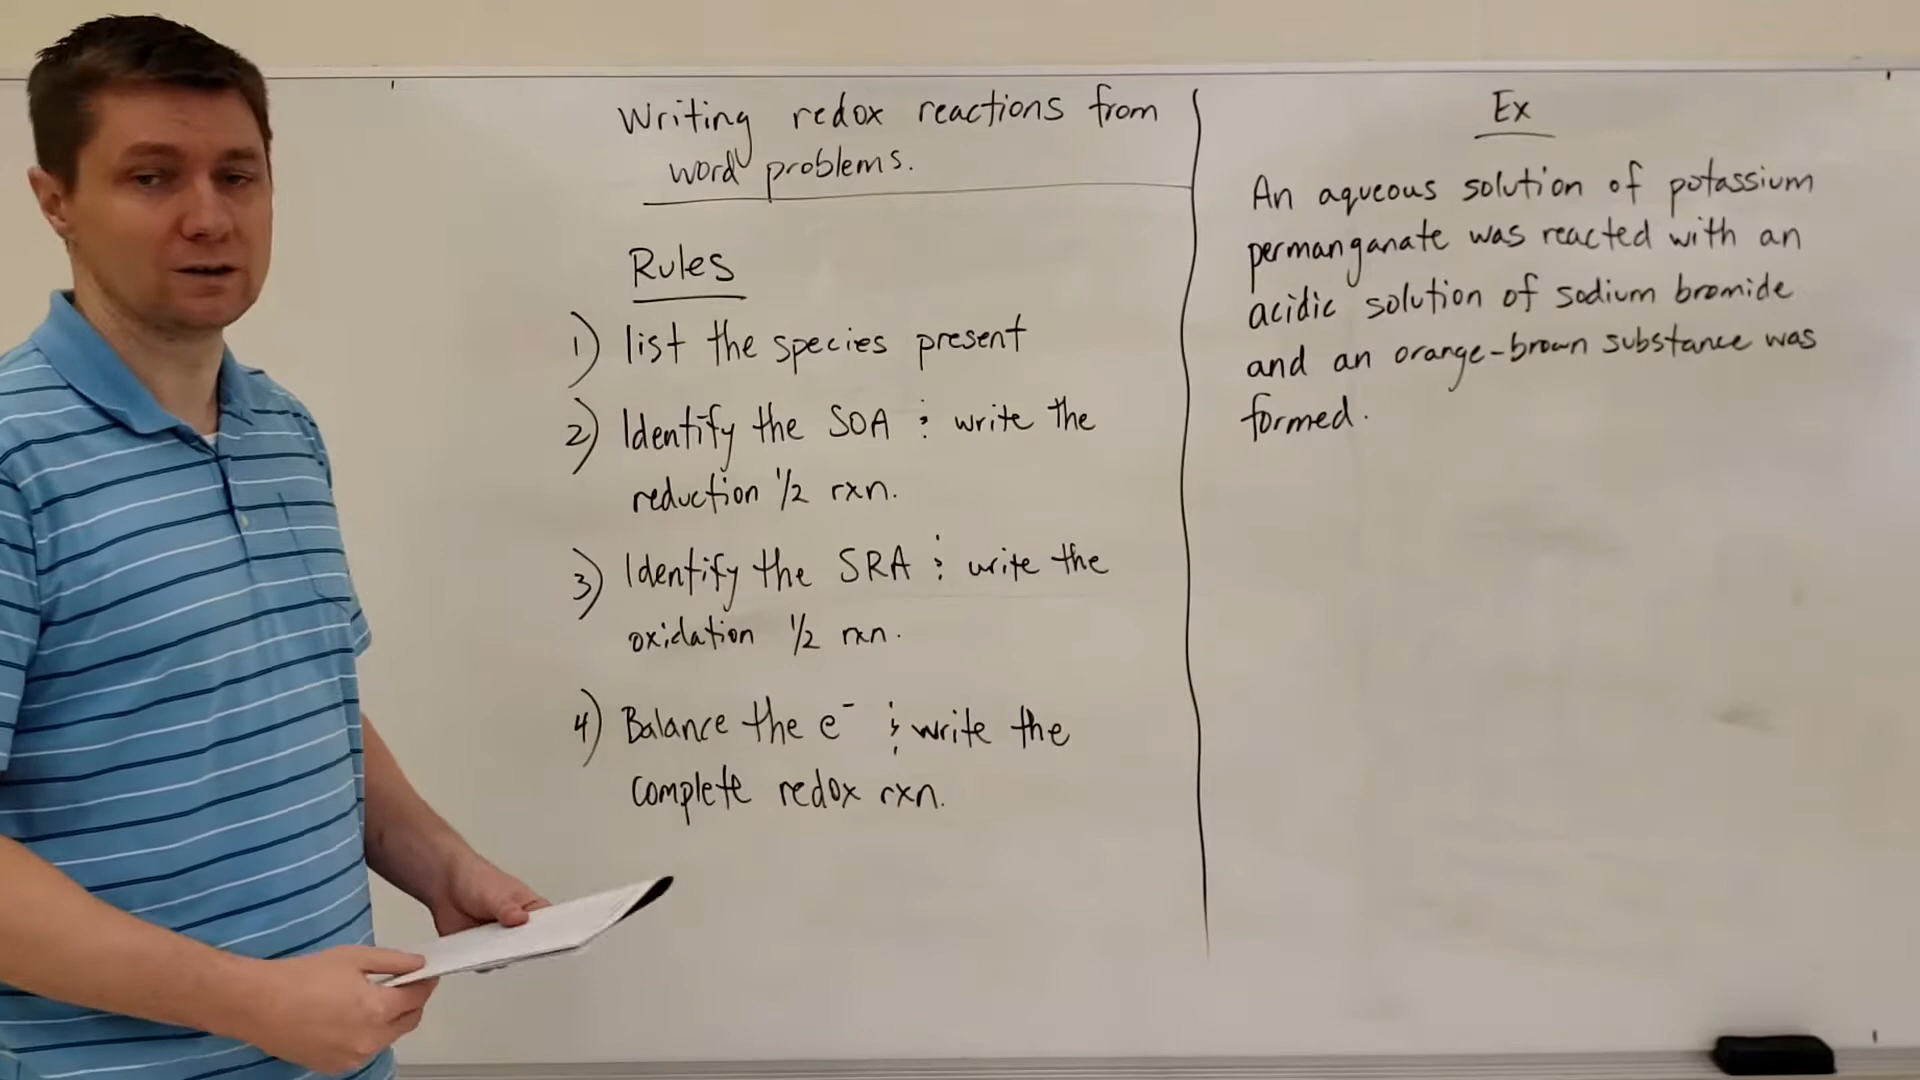 Writing redox reactions from
word problems.
Rules
1) list the species present
2) Identify the SOA & write the
reduction 1/2 rxn.
3) Identify the SRA & write the
oxidation 1/2 rxn.
4) Balance the e⁻ & write the
complete redox rxn.
Ex
An aqueous solution of potassium
permanganate was reacted with an
acidic solution of sodium bromide
and an orange-brown substance was
formed.